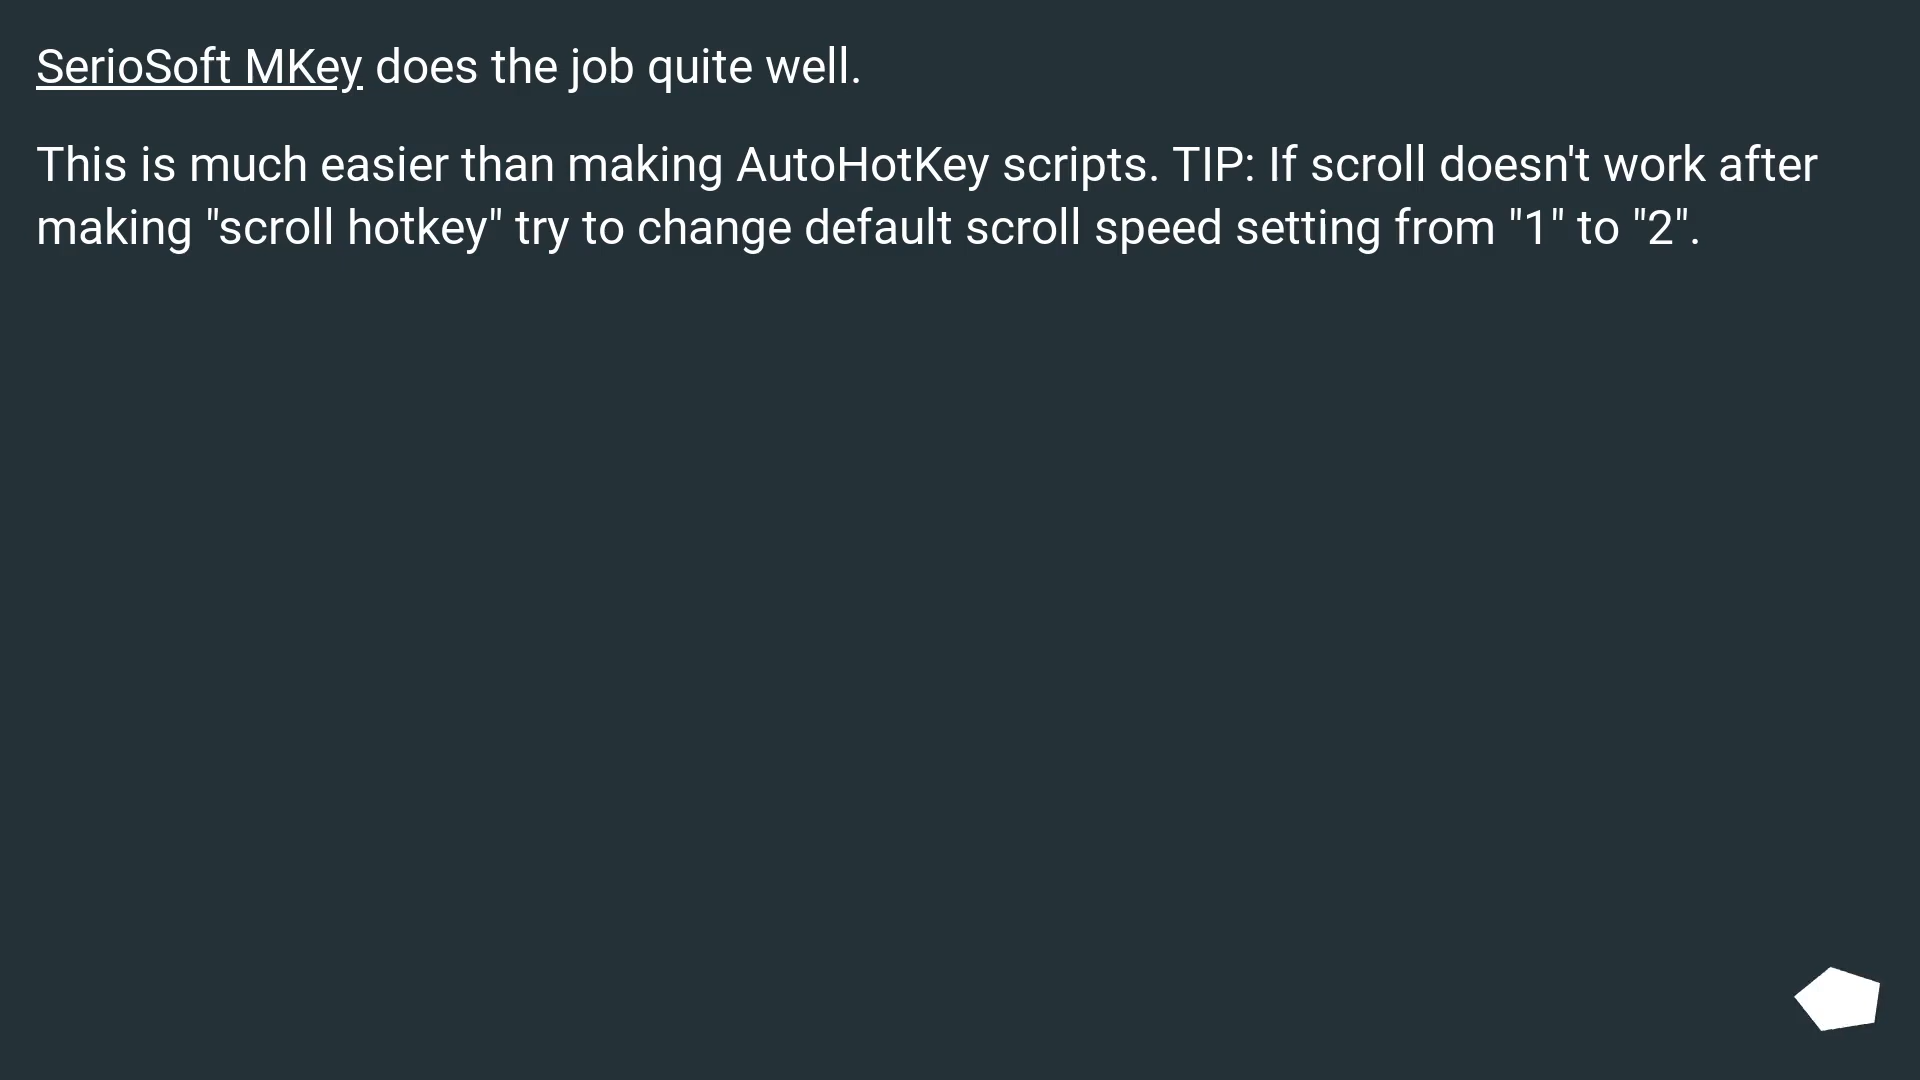 SerioSoft MKey does the job quite well.
This is much easier than making AutoHotKey scripts. TIP: If scroll doesn't work after
making "scroll hotkey" try to change default scroll speed setting from "1" to "2".